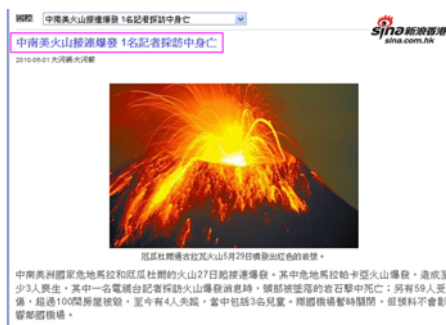 國際 中南美火山接連爆發 1名記者採訪中身亡
sina新浪香港
sina.com.hk
中南美火山接連爆發 1名記者採訪中身亡
2010-06-01 大河網-大河報
厄瓜杜爾通古拉瓦火山5月29日噴發出紅色的岩漿。
中南美洲國家危地馬拉和厄瓜杜爾的火山27日起接連爆發。其中危地馬拉帕卡亞火山爆發，造成至
少3人喪生，其中一名電視台記者採訪火山爆發消息時，頭部被墜落的岩石擊中死亡；另有59人受
傷，超過100間房屋被毀，至今有4人失蹤，當中包括3名兒童。兩國機場暫時關閉，但預料不會影
響鄰國機場。